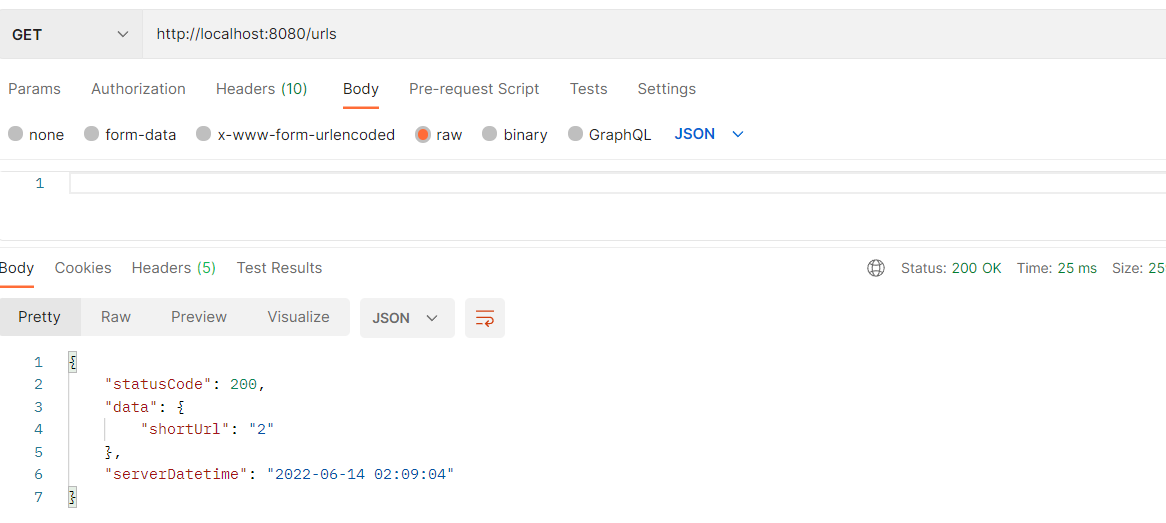 GET http://localhost:8080/urls
Params Authorization Headers (10) Body Pre-request Script Tests Settings
none form-data x-www-form-urlencoded raw binary GraphQL JSON
1
Body Cookies Headers (5) Test Results Status: 200 OK Time: 25 ms Size: 25
Pretty Raw Preview Visualize JSON
1 {
2 "statusCode": 200,
3 "data": {
4 "shortUrl": "2"
5 },
6 "serverDatetime": "2022-06-14 02:09:04"
7 }